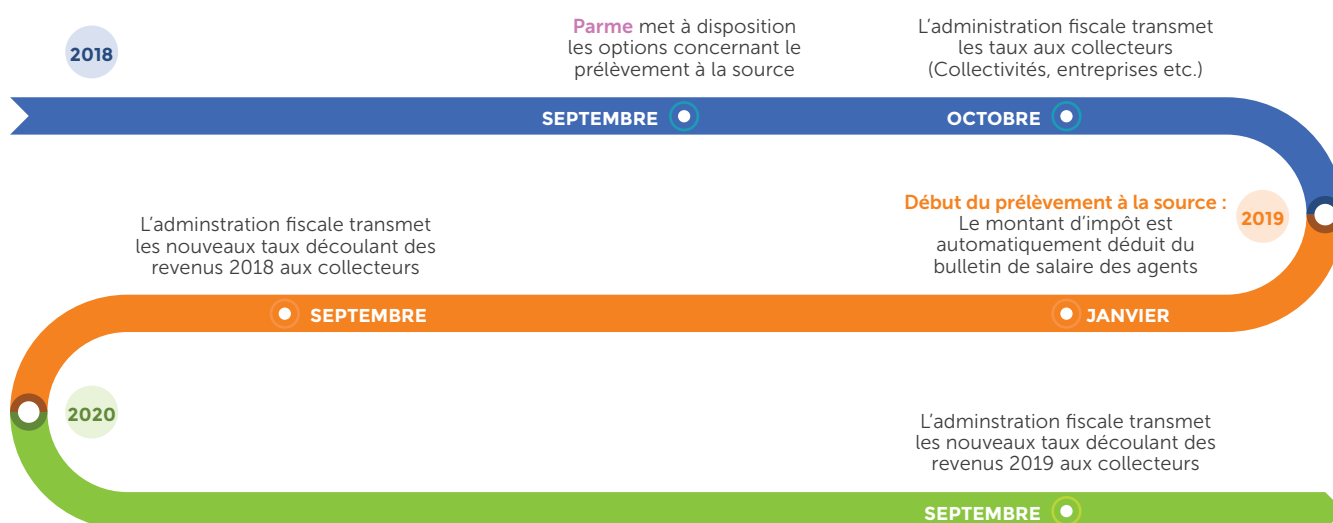 2018
Parme met à disposition
les options concernant le
prélèvement à la source
L'administration fiscale transmet
les taux aux collecteurs
(Collectivités, entreprises etc.)
SEPTEMBRE
OCTOBRE
2019
Début du prélèvement à la source :
Le montant d'impôt est
automatiquement déduit du
bulletin de salaire des agents
JANVIER
L'adminstration fiscale transmet
les nouveaux taux découlant des
revenus 2018 aux collecteurs
SEPTEMBRE
2020
L'adminstration fiscale transmet
les nouveaux taux découlant des
revenus 2019 aux collecteurs
SEPTEMBRE